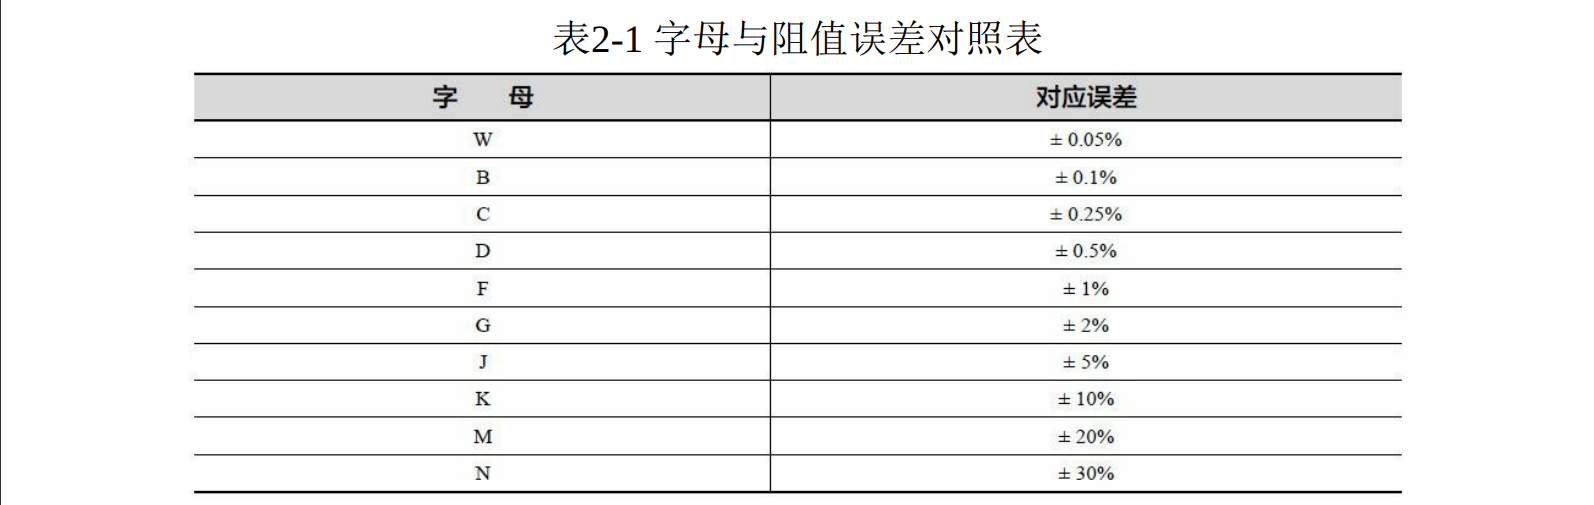 表2-1 字母与阻值误差对照表
字 母 对应误差
W ± 0.05%
B ± 0.1%
C ± 0.25%
D ± 0.5%
F ± 1%
G ± 2%
J ± 5%
K ± 10%
M ± 20%
N ± 30%